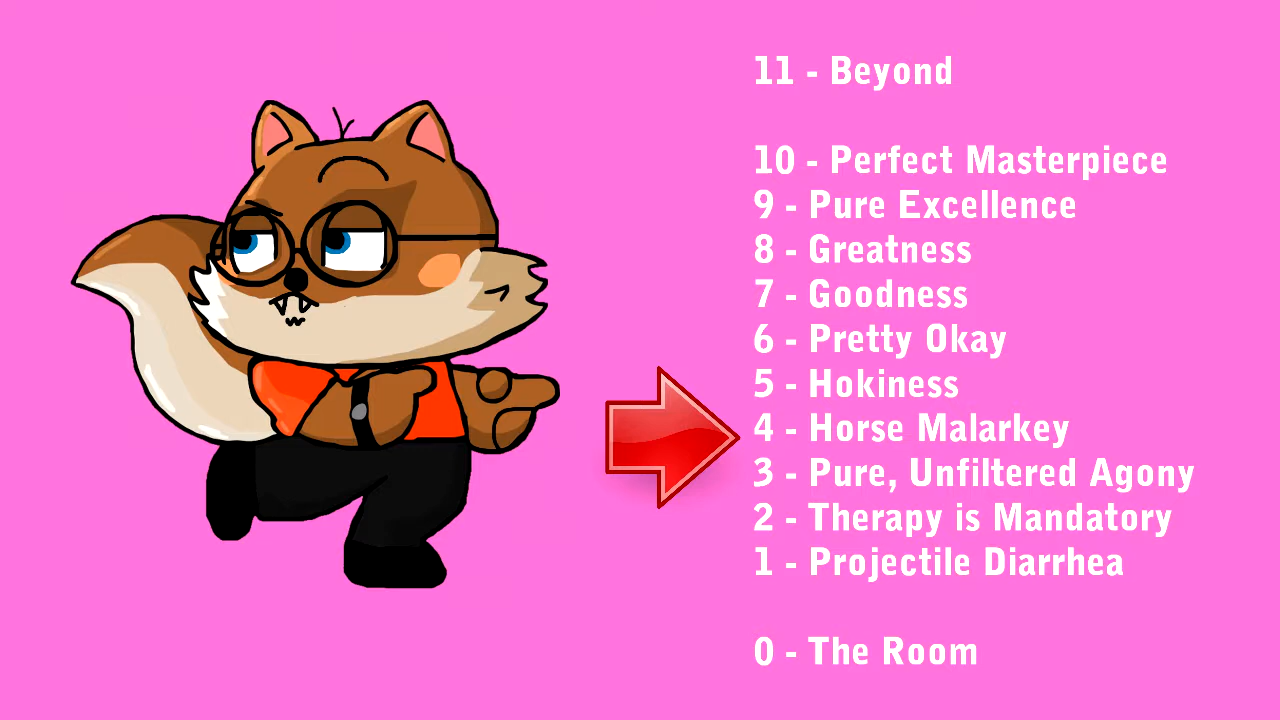 11 - Beyond
10 - Perfect Masterpiece
9 - Pure Excellence
8 - Greatness
7 - Goodness
6 - Pretty Okay
5 - Hokiness
4 - Horse Malarkey
3 - Pure, Unfiltered Agony
2 - Therapy is Mandatory
1 - Projectile Diarrhea
0 - The Room